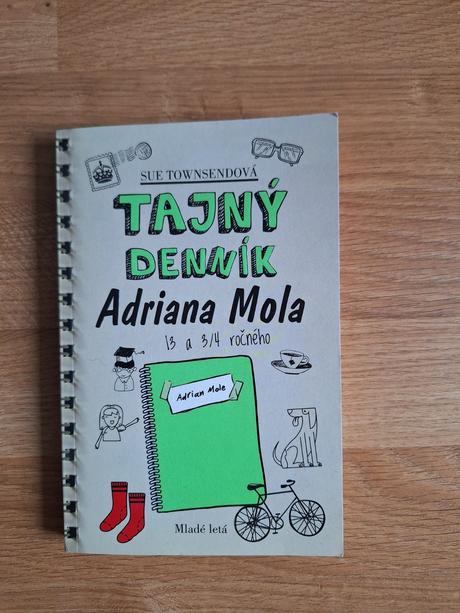 SUE TOWNSENDOVÁ
TAJNÝ
DENNÍK
Adriana Mola
13 a 3/4 ročného
Adrian Mole
Mladé letá